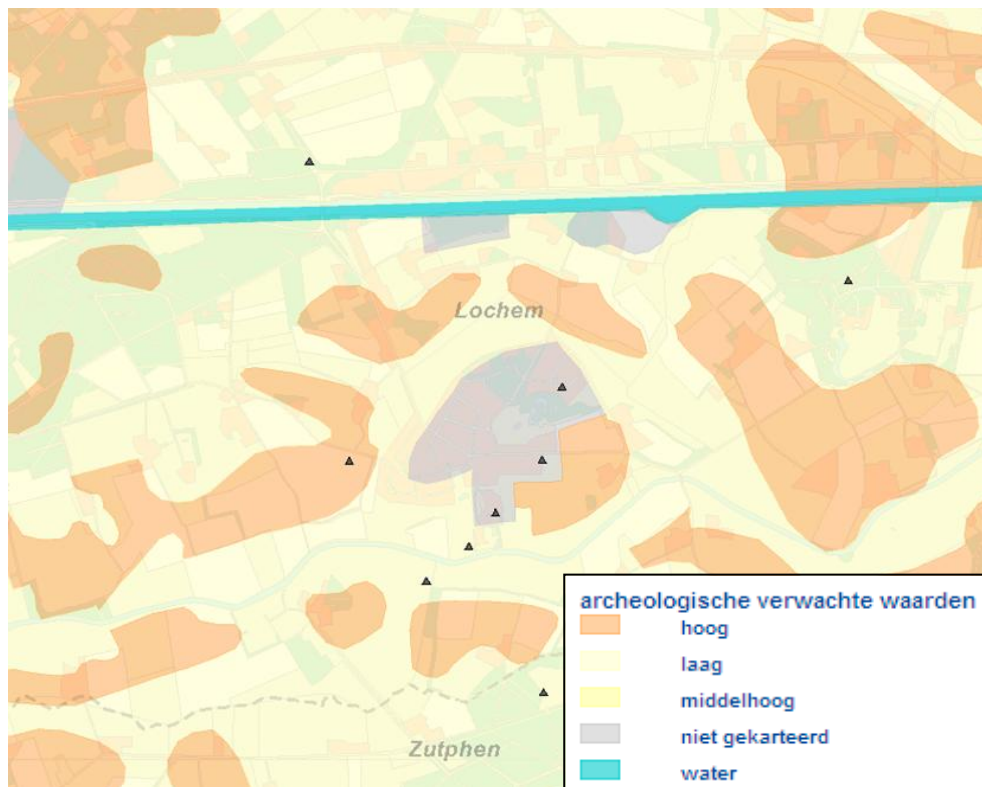 Lochem
Zutphen
archeologische verwachte waarden
hoog
laag
middelhoog
niet gekarteerd
water